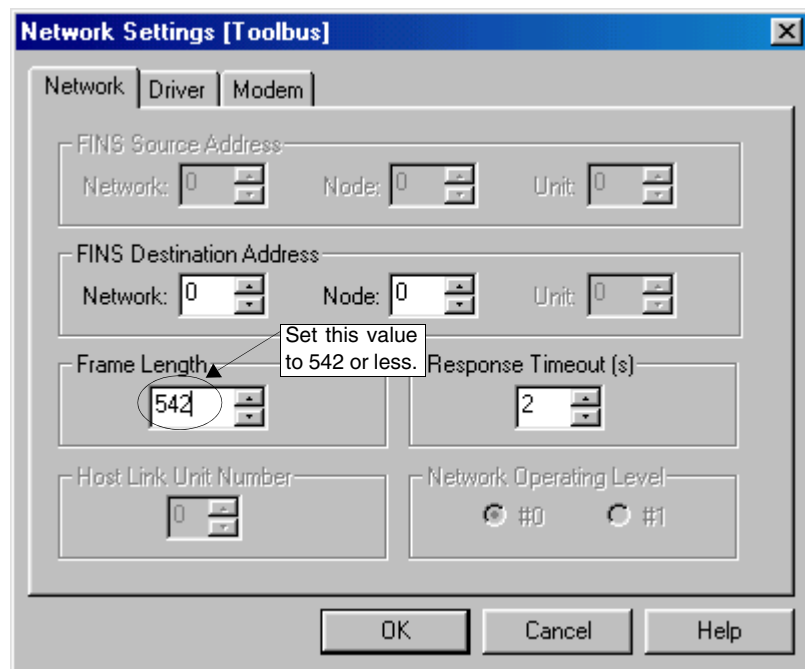 Network Settings [Toolbus]
Network Driver Modem
FINS Source Address
Network: 0 Node: 0 Unit: 0
FINS Destination Address
Network: 0 Node: 0 Unit: 0
Set this value
to 542 or less.
Frame Length
542
Response Timeout (s)
2
Host Link Unit Number
0
Network Operating Level
#0 #1
OK Cancel Help